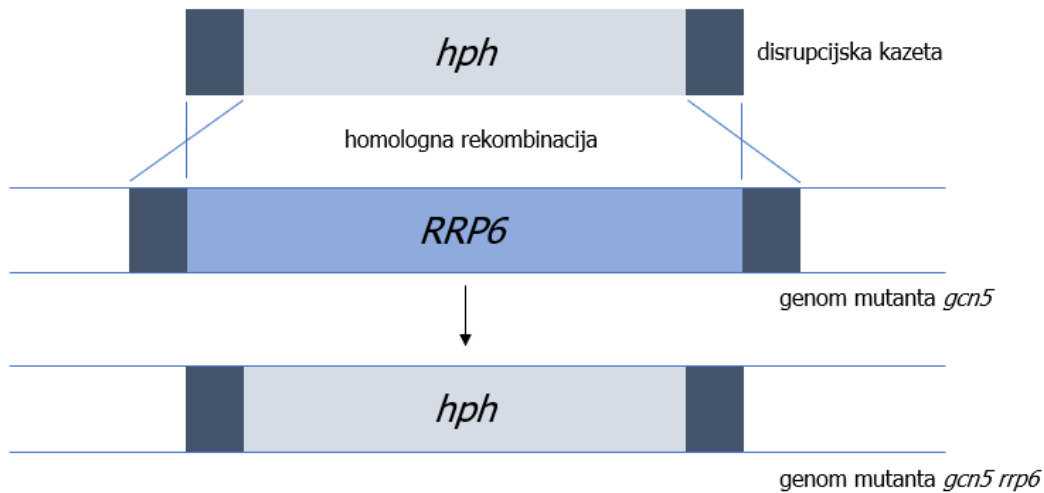 hph
disrupcijska kazeta
homologna rekombinacija
RRP6
genom mutanta gcn5
hph
genom mutanta gcn5 rrp6